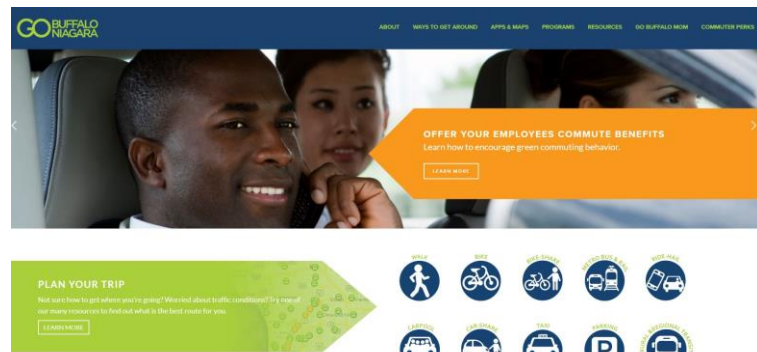 GO BUFFALO
NIAGARA
ABOUT WAYS TO GET AROUND APPS & MAPS PROGRAMS RESOURCES GO BUFFALO MOM COMMUTER PERKS
OFFER YOUR EMPLOYEES COMMUTE BENEFITS
Learn how to encourage green commuting behavior.
LEARN MORE
PLAN YOUR TRIP
Not sure how to get where you're going? Worried about traffic conditions? Try one of
our many resources to find out what is the best route for you.
LEARN MORE
WALK
BIKE
BIKE-SHARE
METRO BUS & RAIL
RIDE-HAIL
CARPOOL
CAR-SHARE
TAXI
PARKING
P